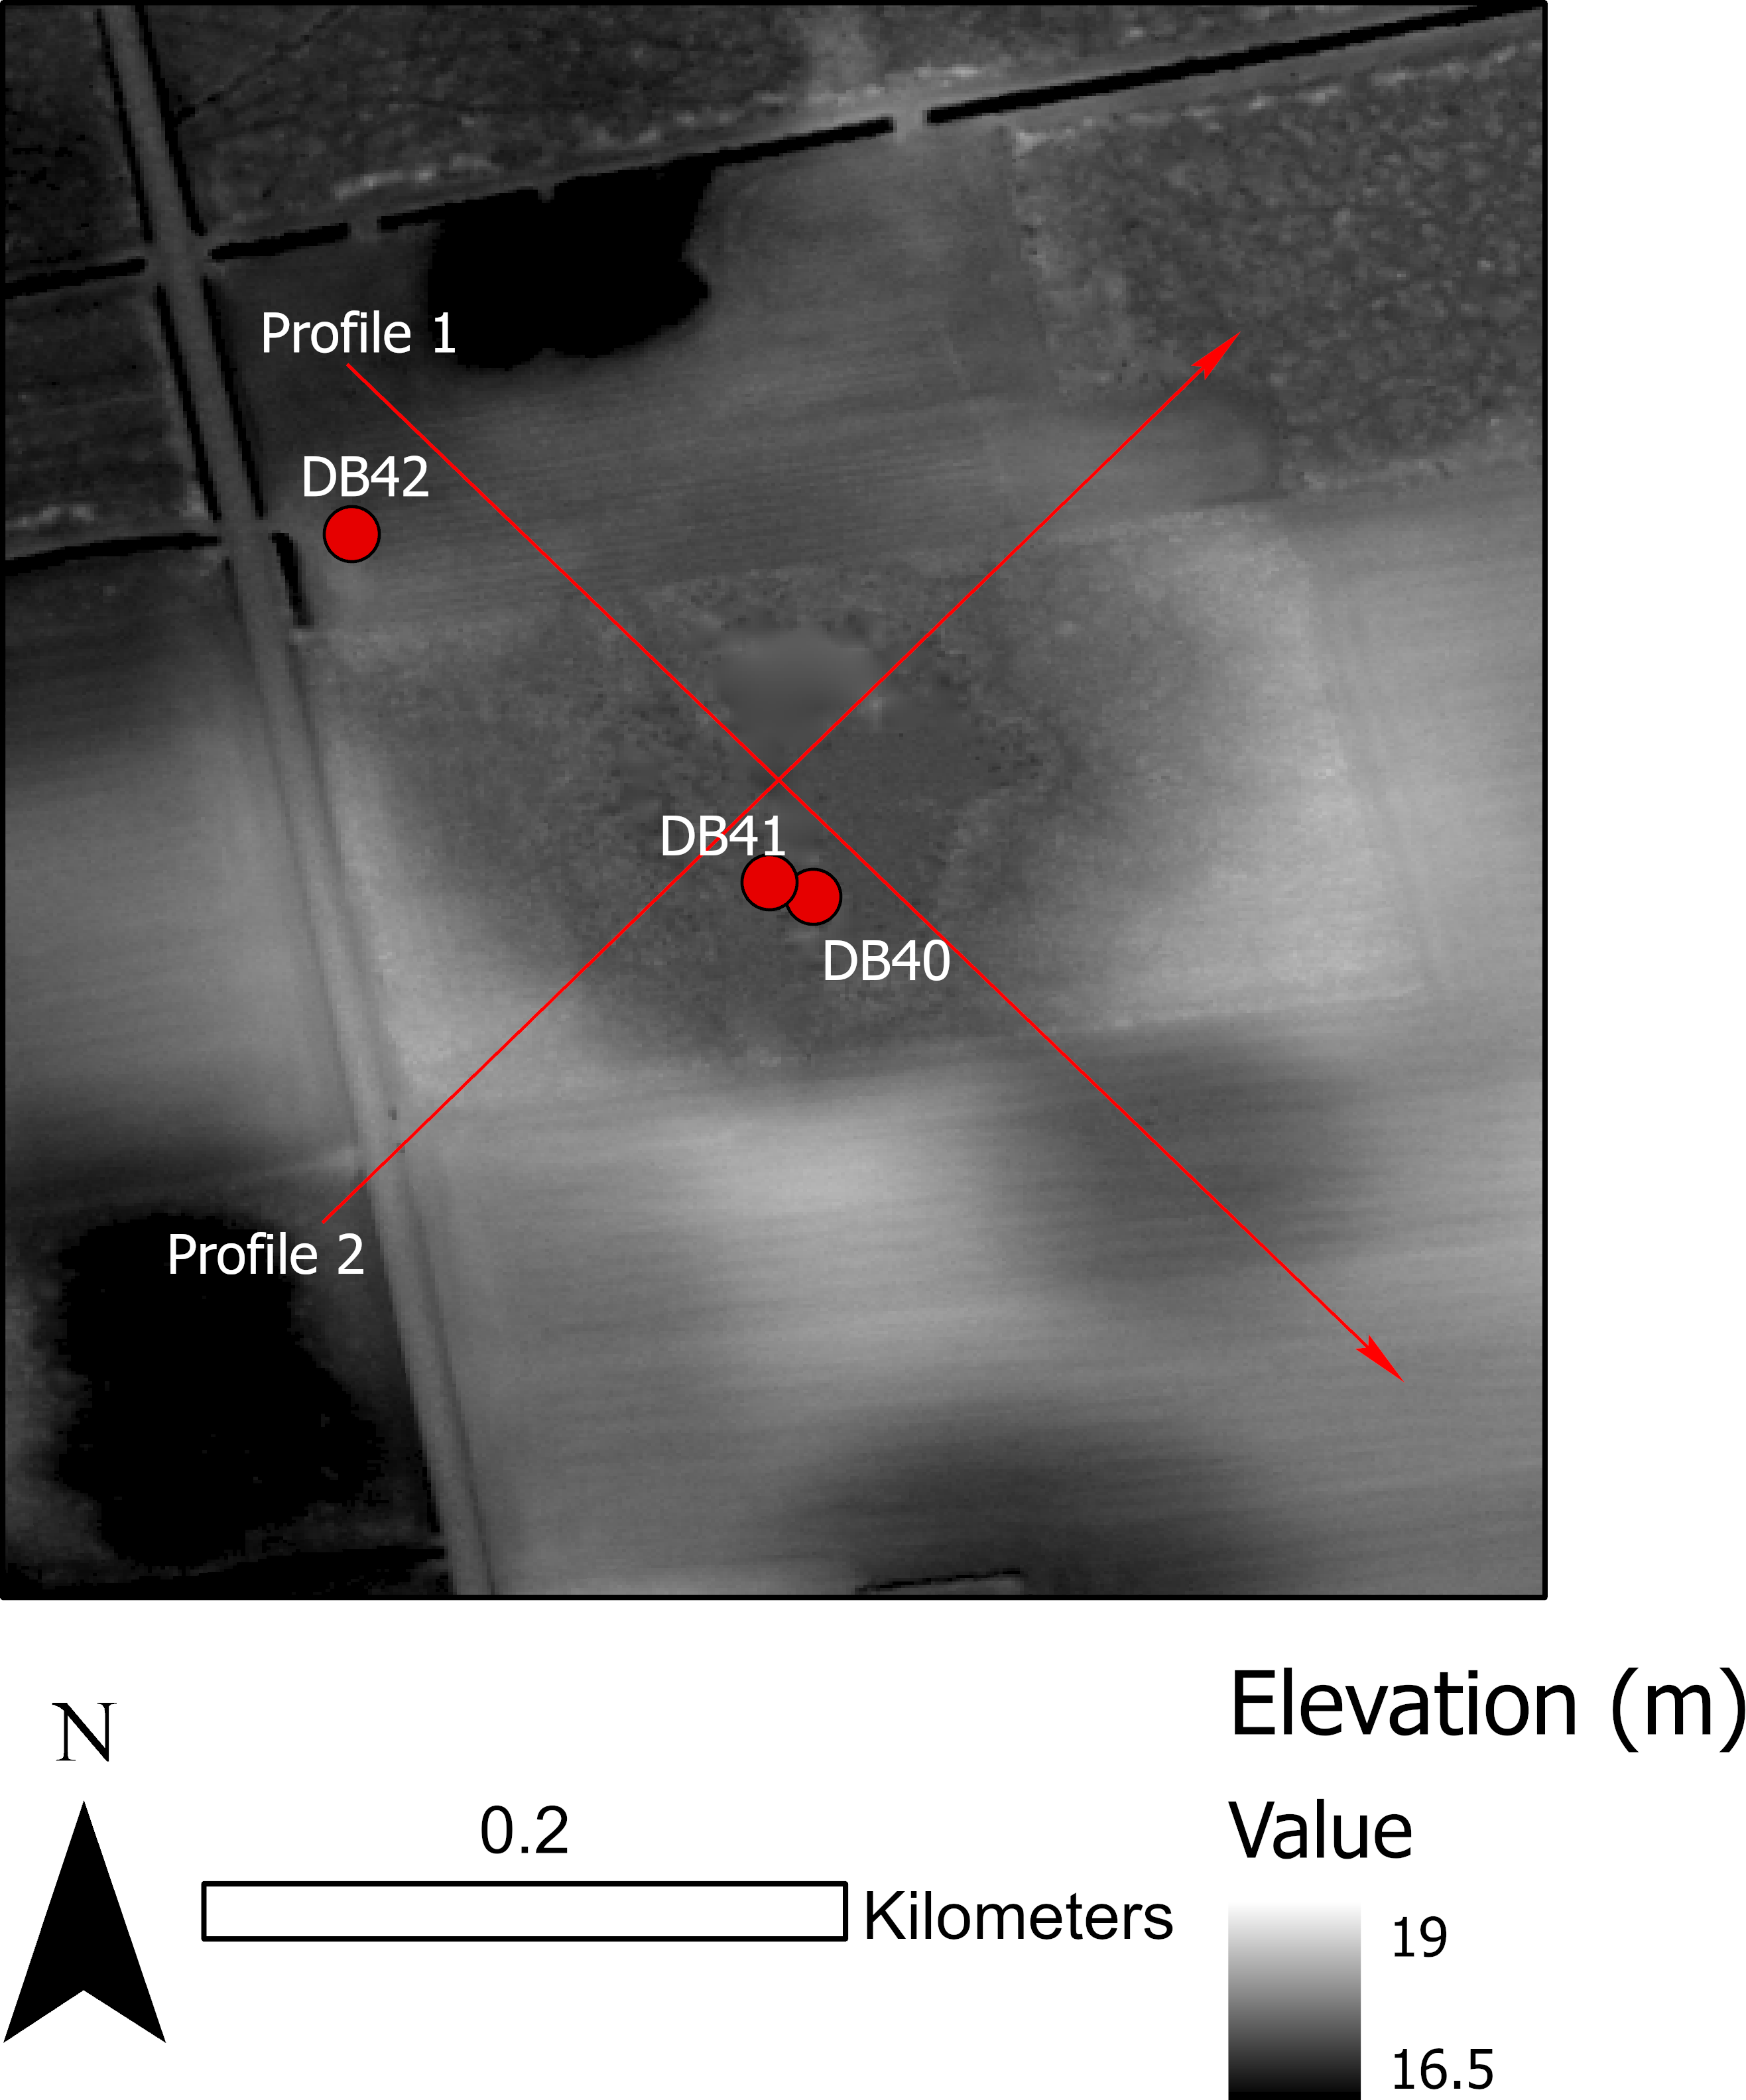 Profile 1
DB42
DB41
DB40
Profile 2
N
0.2
Kilometers
Elevation (m)
Value
19
16.5